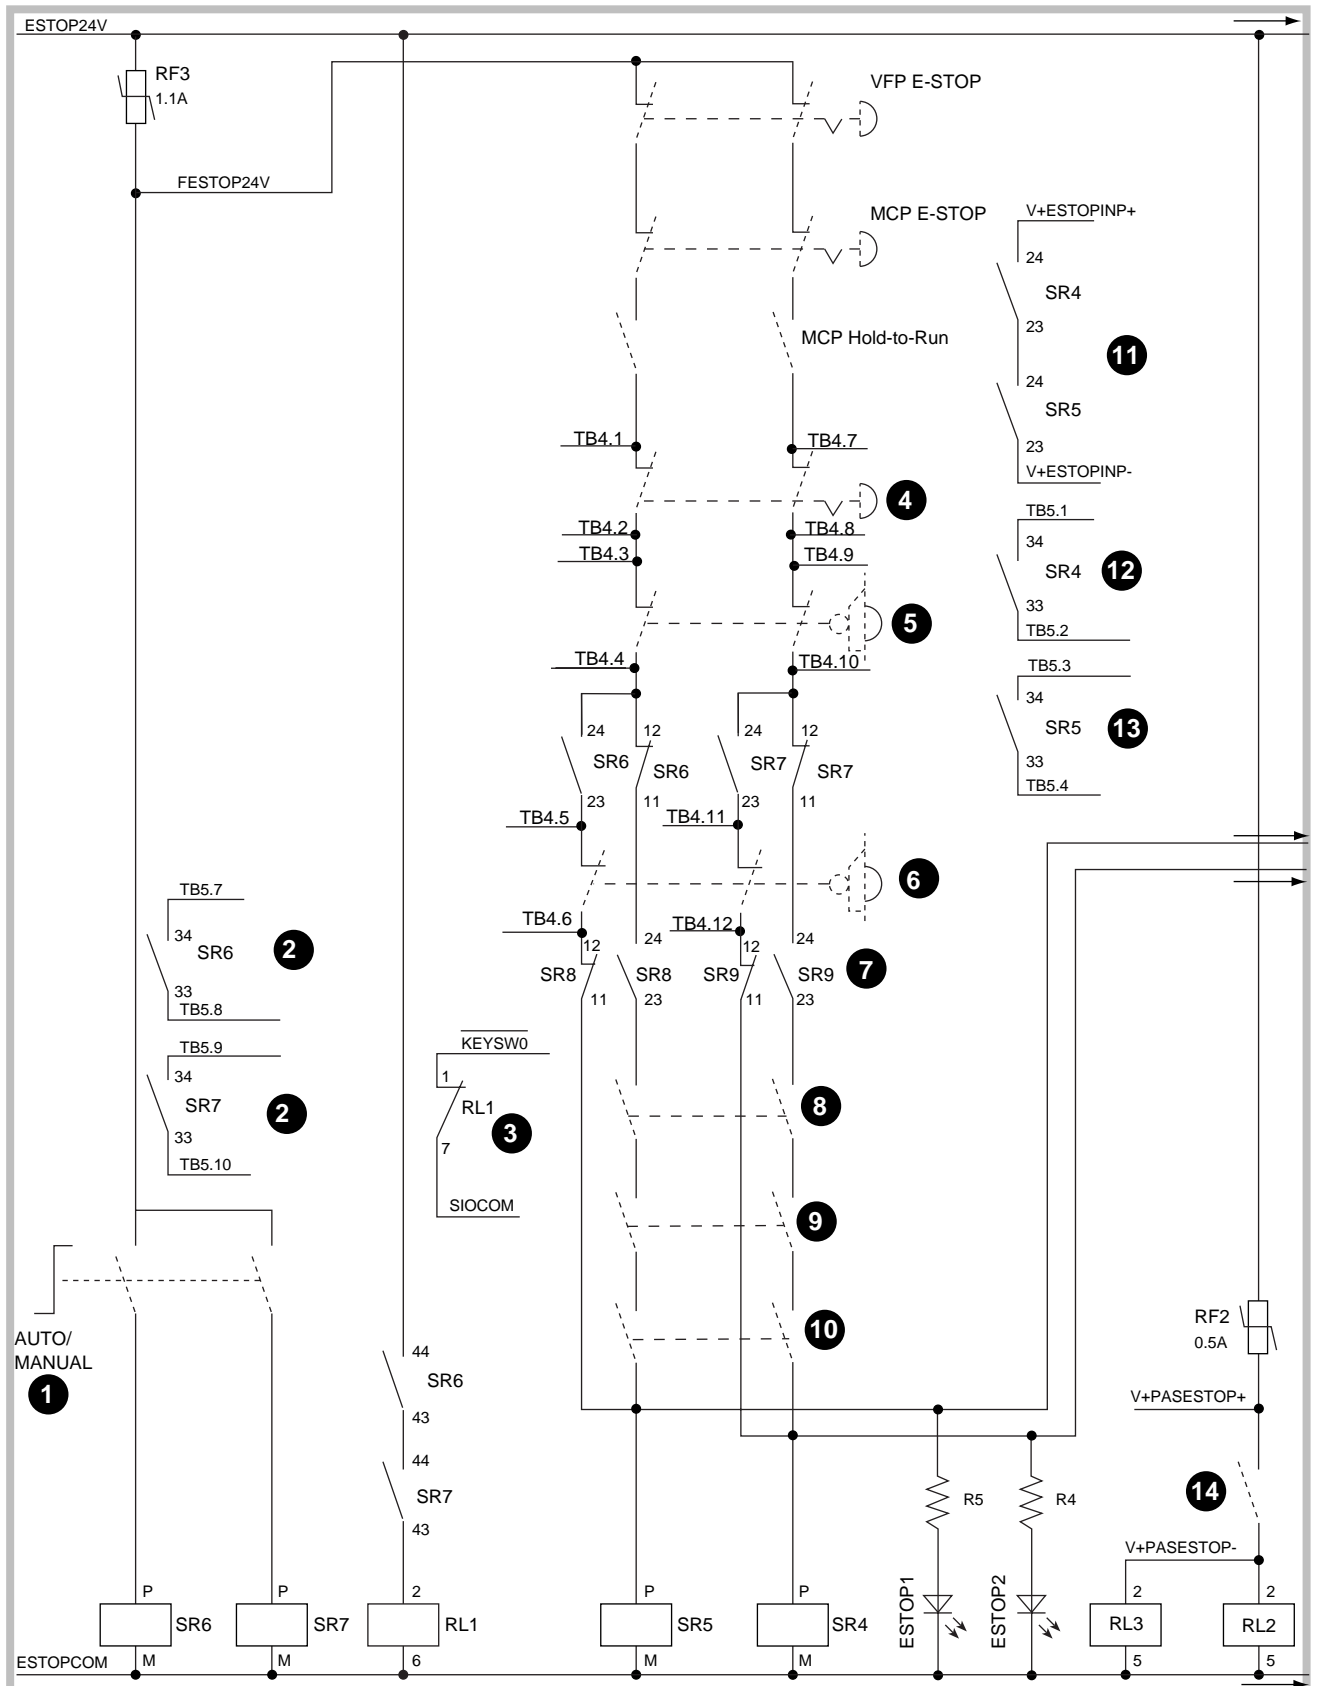 ESTOP24V
RF3
1.1A
VFP E-STOP
FESTOP24V
MCP E-STOP
V+ESTOPINP+
24
SR4
23
MCP Hold-to-Run
11
24
SR5
23
V+ESTOPINP-
TB4.1
TB4.7
4
TB4.2
TB4.8
TB4.3
TB4.9
TB5.1
34
SR4
12
33
TB5.2
5
TB4.4
TB4.10
TB5.3
34
SR5
13
33
TB5.4
24
12
24
12
SR6
SR6
SR7
SR7
23
11
23
11
TB4.5
TB4.11
6
TB5.7
34
SR6
2
33
TB5.8
TB4.6
TB4.12
12
24
12
24
SR8
SR8
SR9
SR9
7
11
23
11
23
KEYSW0
1
RL1
3
7
SIOCOM
TB5.9
34
SR7
2
33
TB5.10
8
9
10
AUTO/
MANUAL
1
44
SR6
43
44
SR7
43
RF2
0.5A
V+PASESTOP+
R5
R4
14
V+PASESTOP-
P
P
2
P
P
ESTOP1
ESTOP2
2
2
SR6
SR7
RL1
SR5
SR4
RL3
RL2
ESTOPCOM
M
M
6
M
M
5
5